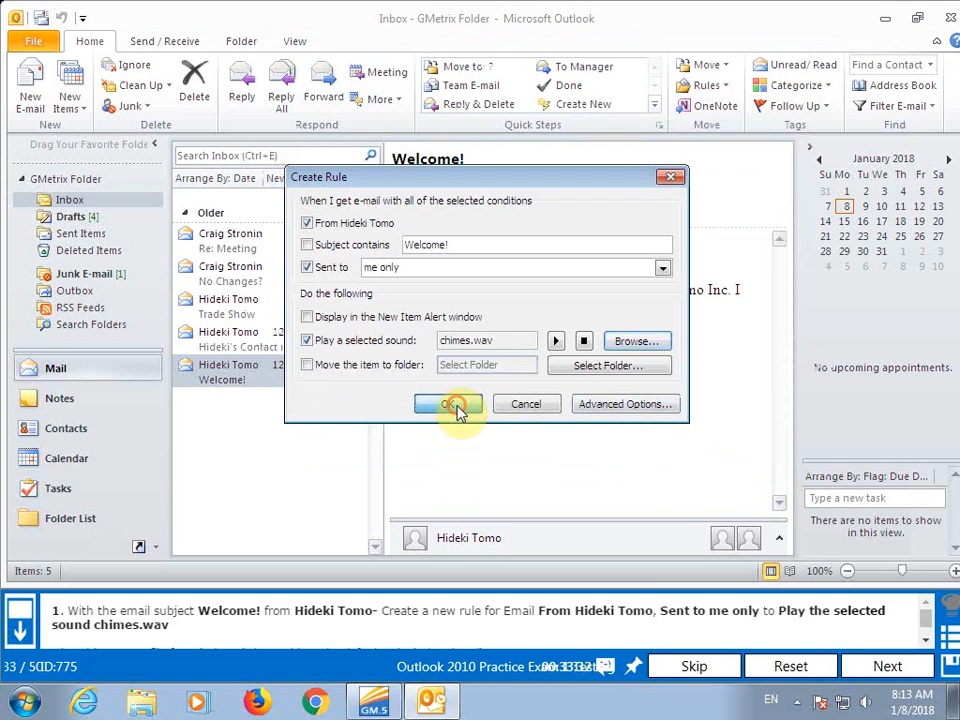 Inbox - GMetrix Folder - Microsoft Outlook
File
Home
Send / Receive
Folder
View
New E-mail
New Items
New
Ignore
Clean Up
Junk
Delete
Delete
Reply
Reply All
Forward
Meeting
More
Respond
Move to: ?
Team E-mail
Reply & Delete
To Manager
Done
Create New
Quick Steps
Move
Rules
OneNote
Move
Unread/ Read
Categorize
Follow Up
Tags
Find a Contact
Address Book
Filter E-mail
Find
Drag Your Favorite Folde
GMetrix Folder
Inbox
Drafts [4]
Sent Items
Deleted Items
Junk E-mail [1]
Outbox
RSS Feeds
Search Folders
Mail
Notes
Contacts
Calendar
Tasks
Folder List
Search Inbox (Ctrl+E)
Arrange By: Date
Older
Craig Stronin
Re: Meeting
Craig Stronin
No Changes?
Hideki Tomo
Trade Show
Hideki Tomo 12
Hideki's Contact
Hideki Tomo 12
Welcome!
Welcome!
mo Inc. I
Hideki Tomo
Create Rule
When I get e-mail with all of the selected conditions
From Hideki Tomo
Subject contains Welcome!
Sent to me only
Do the following
Display in the New Item Alert window
Play a selected sound: chimes.wav Browse...
Move the item to folder: Select Folder Select Folder...
OK Cancel Advanced Options...
January 2018
Su Mo Tu We Th Fr Sa
31 1 2 3 4 5 6
7 8 9 10 11 12 13
14 15 16 17 18 19 20
21 22 23 24 25 26 27
28 29 30 31 1 2 3
4 5 6 7 8 9 10
No upcoming appointments.
Arrange By: Flag: Due D...
Type a new task
There are no items to show
in this view.
Items: 5
100%
1. With the email subject Welcome! from Hideki Tomo- Create a new rule for Email From Hideki Tomo, Sent to me only to Play the selected
sound chimes.wav
Outlook 2010 Practice Exam
Skip
Reset
Next
GM.5
EN
8:13 AM
1/8/2018